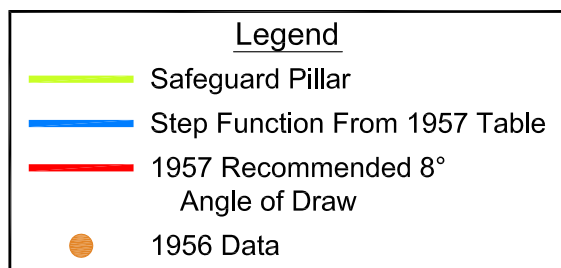 Legend
Safeguard Pillar
Step Function From 1957 Table
1957 Recommended 8°
Angle of Draw
1956 Data